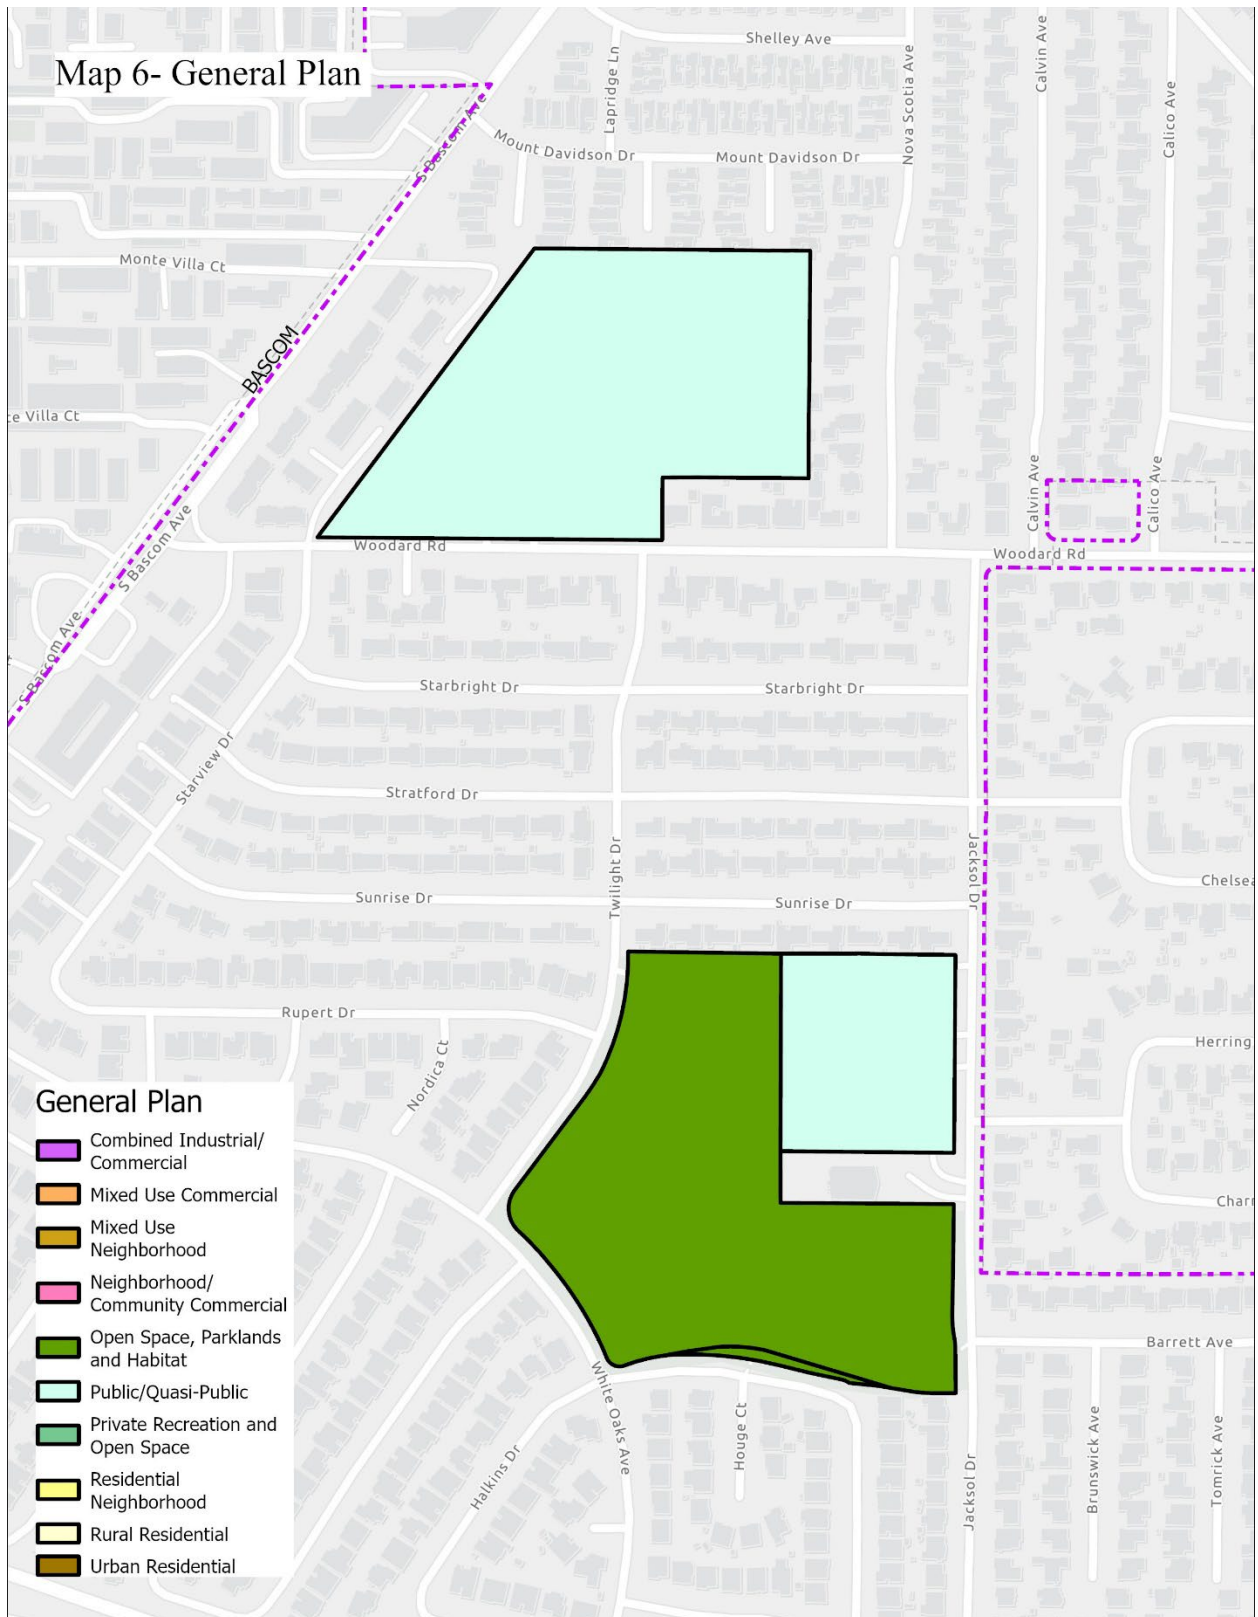 Shelley Ave
Map 6- General Plan
Lapridge Ln
Nova Scotia Ave
Calvin Ave
Calico Ave
S Bascom Ave
Mount Davidson Dr
Mount Davidson Dr
Monte Villa Ct
BASCOM
te Villa Ct
Calvin Ave
Calico Ave
Woodard Rd
Woodard Rd
S Bascom Ave
S Bascom Ave
Starbright Dr
Starbright Dr
Starview Dr
Stratford Dr
Twilight Dr
Jacksol Dr
Chelsea
Sunrise Dr
Sunrise Dr
Rupert Dr
Nordica Ct
Herring
General Plan
Combined Industrial/
Commercial
Mixed Use Commercial
Mixed Use
Neighborhood
Neighborhood/
Community Commercial
Open Space, Parklands
and Habitat
Public/Quasi-Public
Private Recreation and
Open Space
Residential
Neighborhood
Rural Residential
Urban Residential
Charr
Barrett Ave
White Oaks Ave
Houge Ct
Halkins Dr
Jacksol Dr
Brunswick Ave
Tomrick Ave